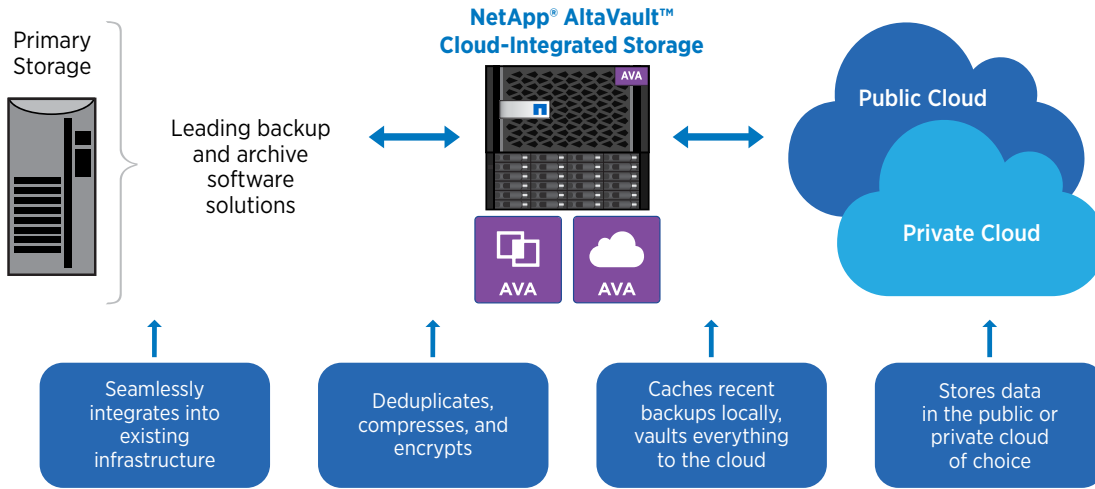 NetApp® AltaVault™
Cloud-Integrated Storage
Primary
Storage
Leading backup
and archive
software
solutions
AVA
AVA
AVA
Public Cloud
Private Cloud
Seamlessly
integrates into
existing
infrastructure
Deduplicates,
compresses, and
encrypts
Caches recent
backups locally,
vaults everything
to the cloud
Stores data
in the public or
private cloud
of choice